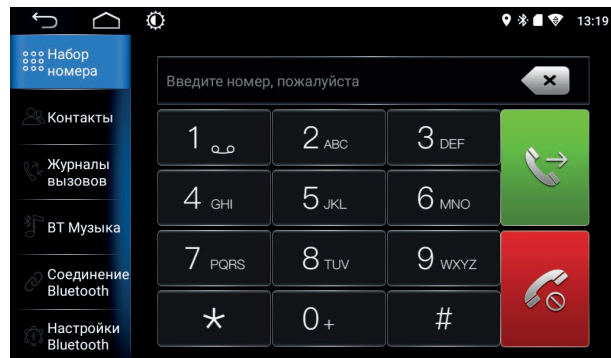 13:19
Набор
номера
Введите номер, пожалуйста
Контакты
Журналы
вызовов
ВТ Музыка
Соединение
Bluetooth
Настройки
Bluetooth
1
2 ABC
3 DEF
4 GHI
5 JKL
6 MNO
7 PQRS
8 TUV
9 WXYZ
*
0 +
#